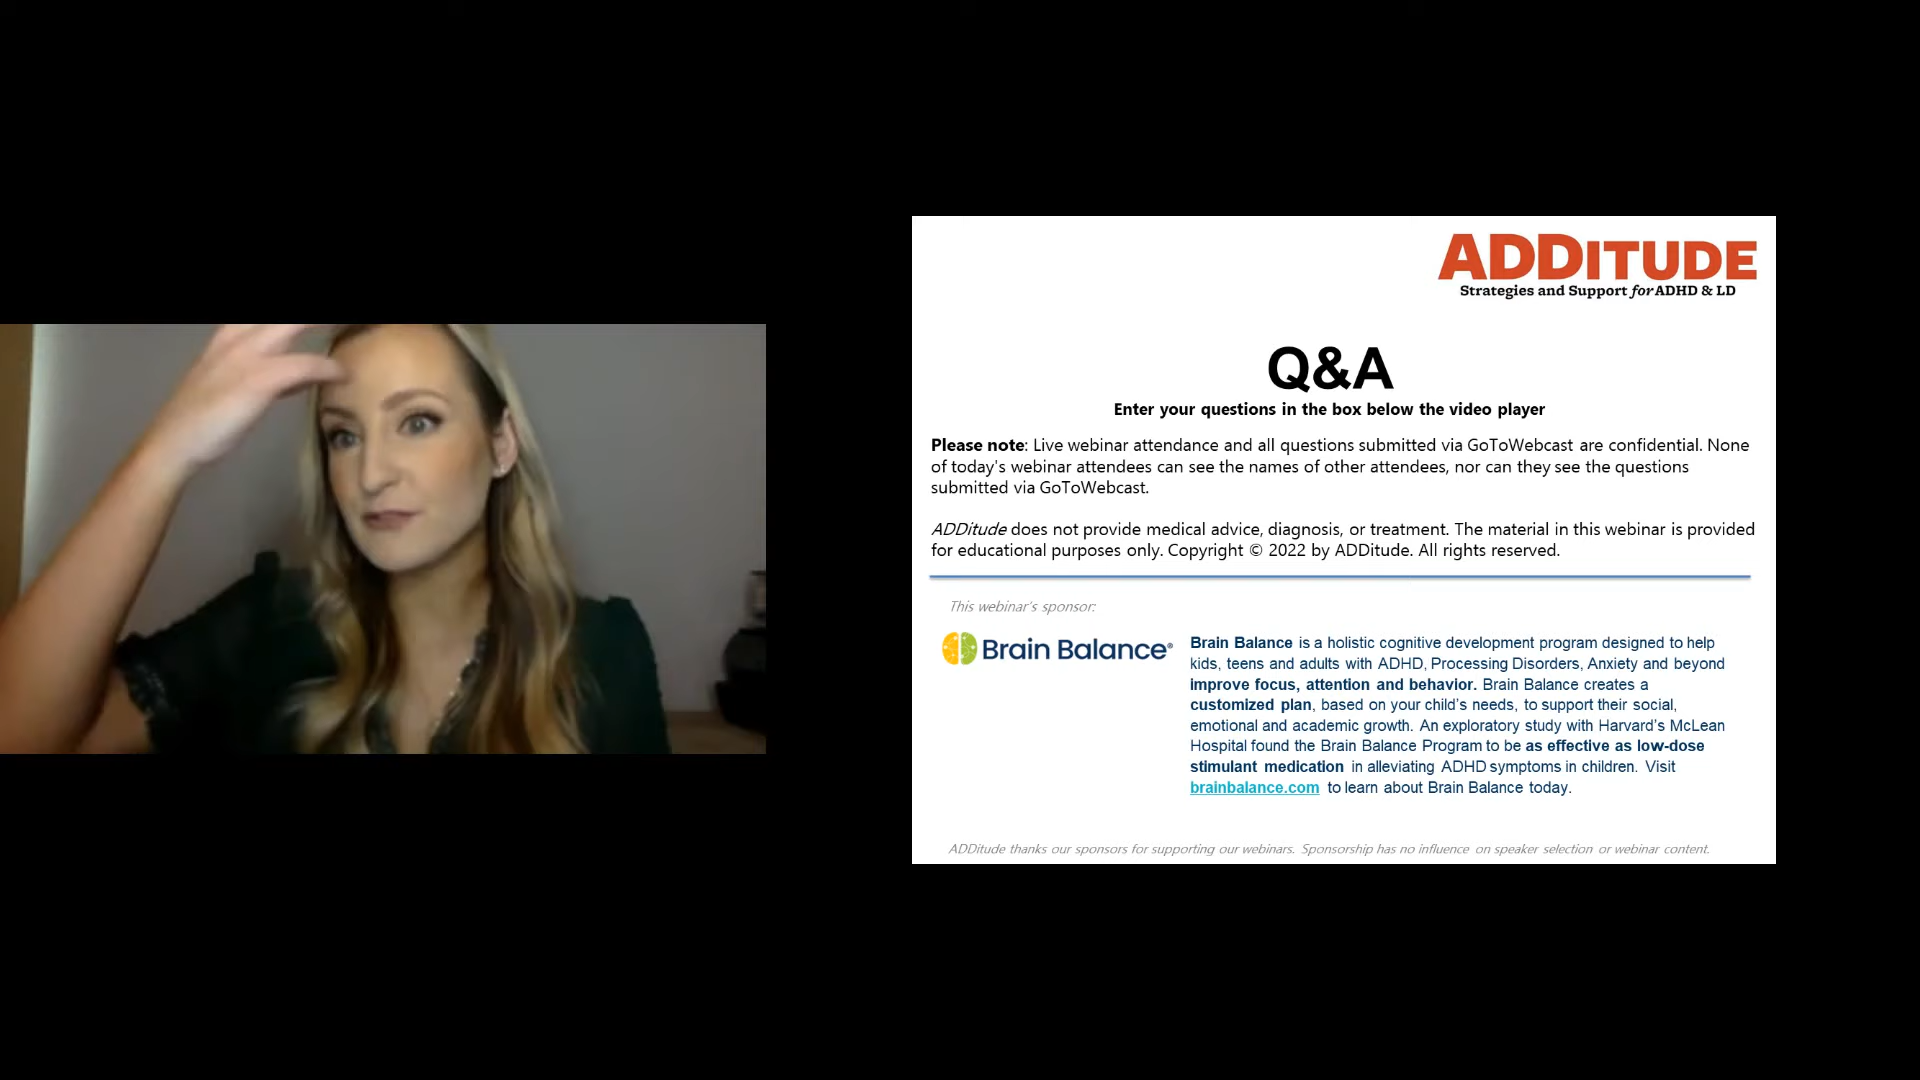 ADDITUDE
Strategies and Support for ADHD & LD
Q&A
Enter your questions in the box below the video player
Please note: Live webinar attendance and all questions submitted via GoToWebcast are confidential. None
of today's webinar attendees can see the names of other attendees, nor can they see the questions
submitted via GoToWebcast.
ADDitude does not provide medical advice, diagnosis, or treatment. The material in this webinar is provided
for educational purposes only. Copyright © 2022 by ADDitude. All rights reserved.
This webinar's sponsor:
Brain Balance®
Brain Balance is a holistic cognitive development program designed to help
kids, teens and adults with ADHD, Processing Disorders, Anxiety and beyond
improve focus, attention and behavior. Brain Balance creates a
customized plan, based on your child's needs, to support their social,
emotional and academic growth. An exploratory study with Harvard's McLean
Hospital found the Brain Balance Program to be as effective as low-dose
stimulant medication in alleviating ADHD symptoms in children. Visit
brainbalance.com to learn about Brain Balance today.
ADDitude thanks our sponsors for supporting our webinars. Sponsorship has no influence on speaker selection or webinar content.